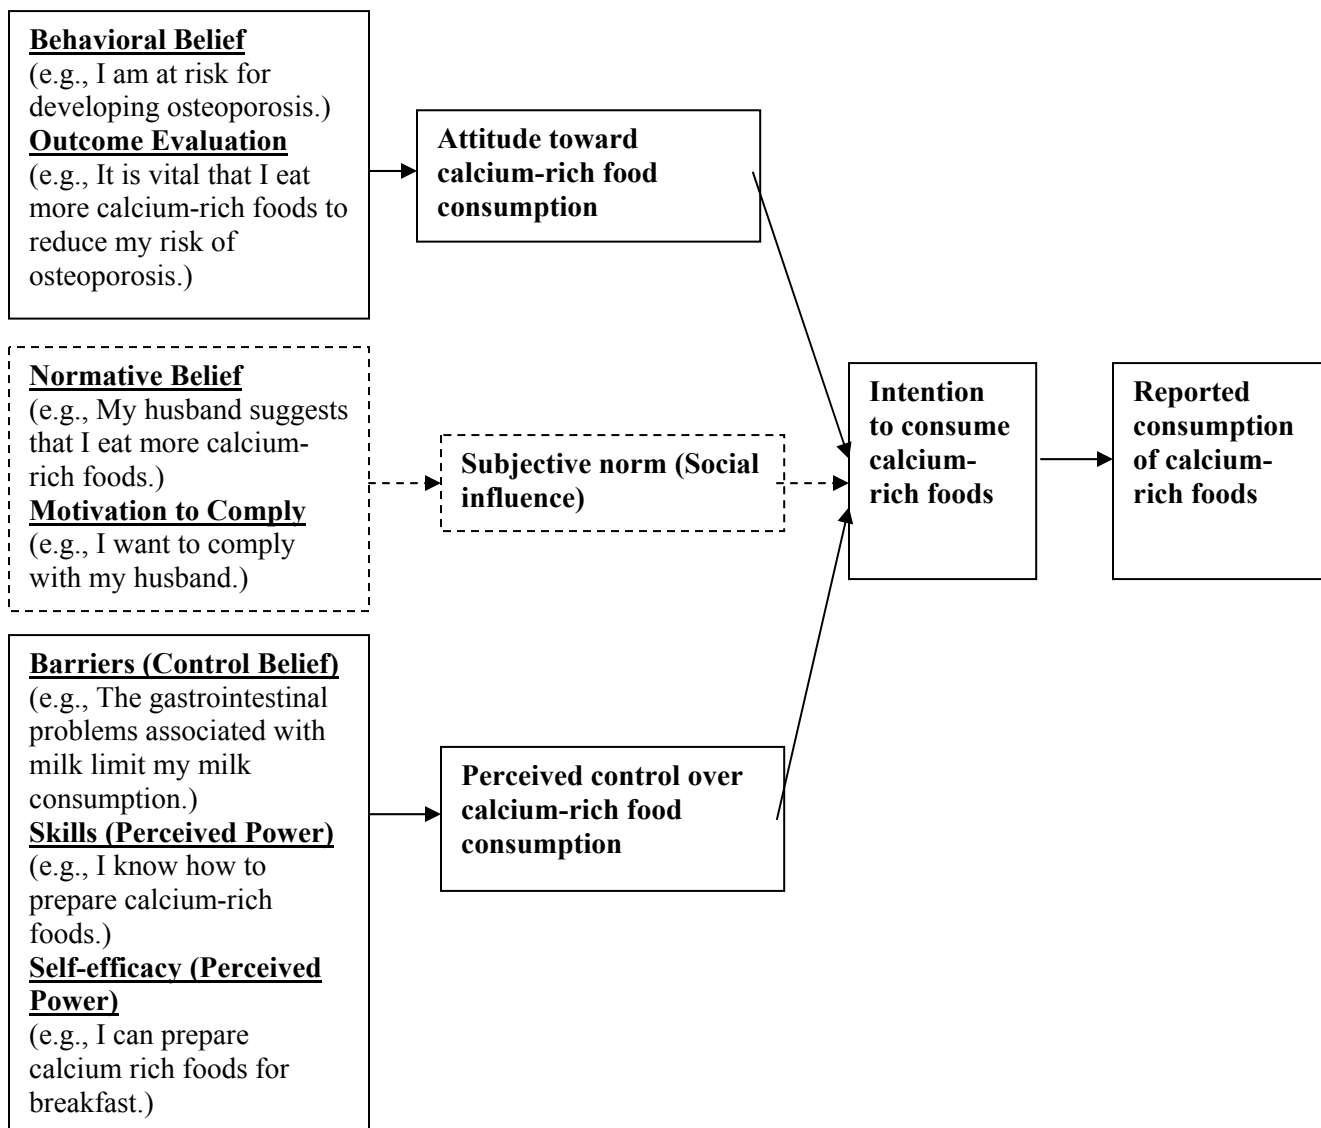 Behavioral Belief
(e.g., I am at risk for
developing osteoporosis.)
Outcome Evaluation
(e.g., It is vital that I eat
more calcium-rich foods to
reduce my risk of
osteoporosis.)
Attitude toward
calcium-rich food
consumption
Normative Belief
(e.g., My husband suggests
that I eat more calcium-
rich foods.)
Motivation to Comply
(e.g., I want to comply
with my husband.)
Subjective norm (Social
influence)
Intention
to consume
calcium-
rich foods
Reported
consumption
of calcium-
rich foods
Barriers (Control Belief)
(e.g., The gastrointestinal
problems associated with
milk limit my milk
consumption.)
Skills (Perceived Power)
(e.g., I know how to
prepare calcium-rich
foods.)
Self-efficacy (Perceived
Power)
(e.g., I can prepare
calcium rich foods for
breakfast.)
Perceived control over
calcium-rich food
consumption